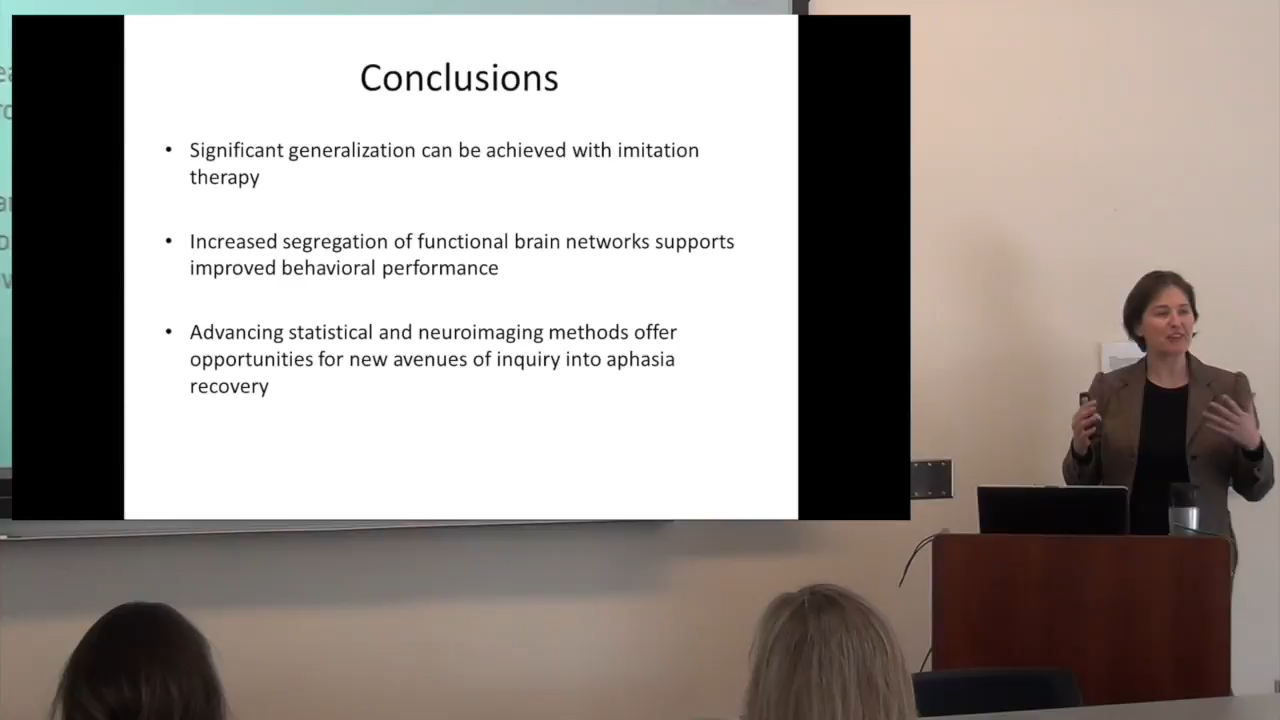 Conclusions
• Significant generalization can be achieved with imitation
therapy
• Increased segregation of functional brain networks supports
improved behavioral performance
• Advancing statistical and neuroimaging methods offer
opportunities for new avenues of inquiry into aphasia
recovery